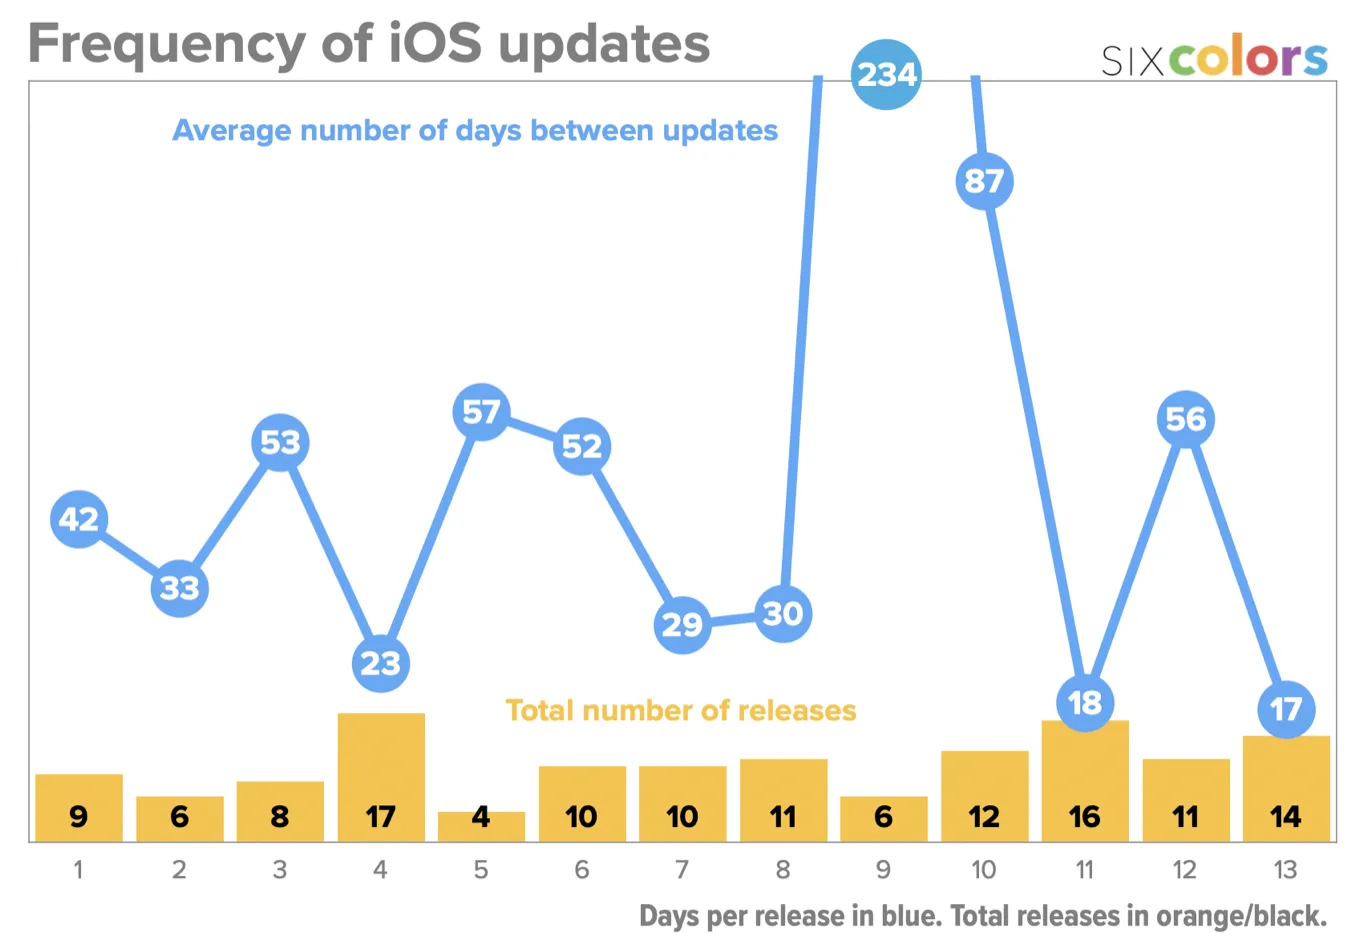 Frequency of iOS updates
SIXcolors
234
Average number of days between updates
87
57
56
53
52
42
33
30
29
23
18
17
Total number of releases
9 6 8 17 4 10 10 11 6 12 16 11 14
1 2 3 4 5 6 7 8 9 10 11 12 13
Days per release in blue. Total releases in orange/black.